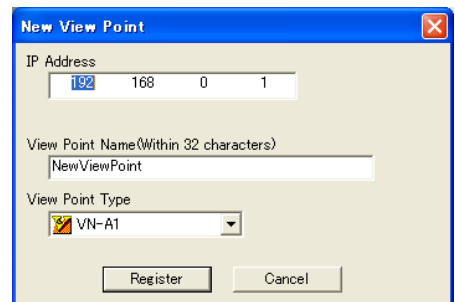 New View Point
IP Address
192 168 0 1
View Point Name(Within 32 characters)
NewViewPoint
View Point Type
VN-A1
Register Cancel